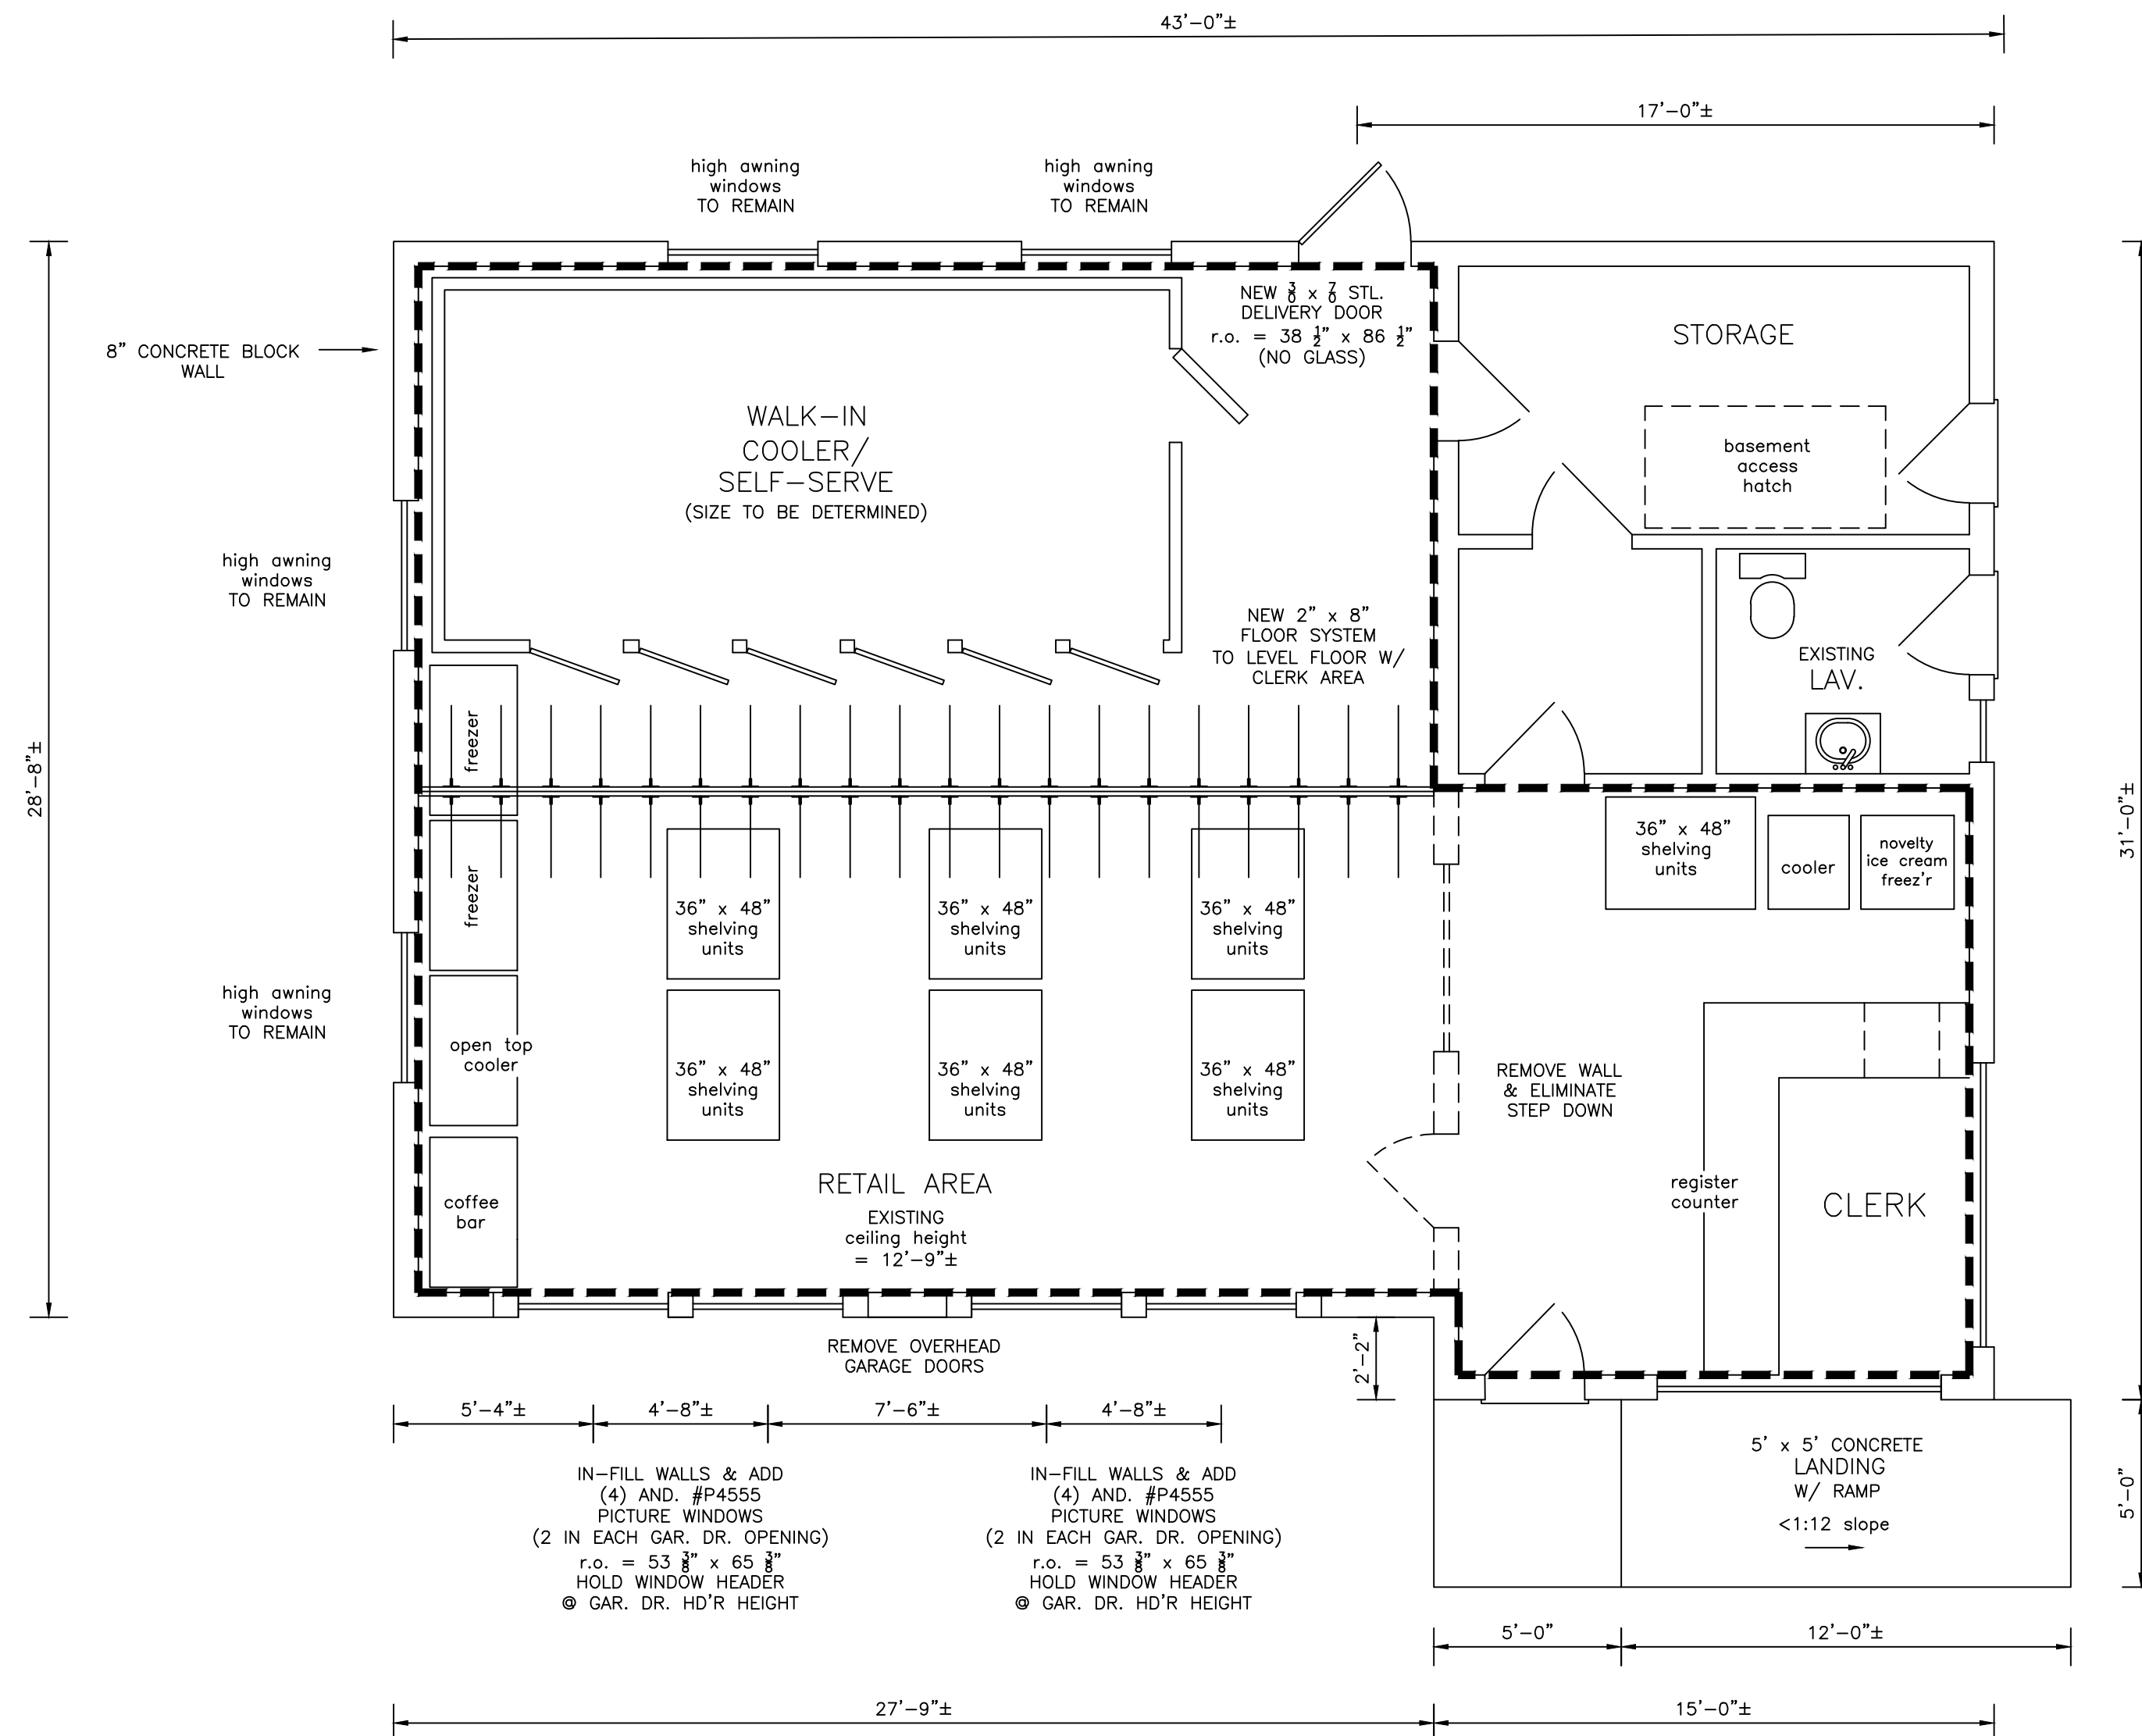 43'-0"±
17'-0"±
high awning
windows
TO REMAIN
high awning
windows
TO REMAIN
8" CONCRETE BLOCK
WALL
NEW 3/0 x 7/0 STL.
DELIVERY DOOR
r.o. = 38 1/2" x 86 1/2"
(NO GLASS)
STORAGE
WALK-IN
COOLER/
SELF-SERVE
(SIZE TO BE DETERMINED)
basement
access
hatch
high awning
windows
TO REMAIN
NEW 2" x 8"
FLOOR SYSTEM
TO LEVEL FLOOR W/
CLERK AREA
EXISTING
LAV.
28'-8"±
31'-0"±
freezer
freezer
36" x 48"
shelving
units
cooler
novelty
ice cream
freez'r
36" x 48"
shelving
units
36" x 48"
shelving
units
36" x 48"
shelving
units
high awning
windows
TO REMAIN
open top
cooler
36" x 48"
shelving
units
36" x 48"
shelving
units
36" x 48"
shelving
units
REMOVE WALL
& ELIMINATE
STEP DOWN
coffee
bar
RETAIL AREA
EXISTING
ceiling height
= 12'-9"±
register
counter
CLERK
REMOVE OVERHEAD
GARAGE DOORS
2'-2"
5'-4"±
4'-8"±
7'-6"±
4'-8"±
IN-FILL WALLS & ADD
(4) AND. #P4555
PICTURE WINDOWS
(2 IN EACH GAR. DR. OPENING)
r.o. = 53 3/8" x 65 3/8"
HOLD WINDOW HEADER
@ GAR. DR. HD'R HEIGHT
IN-FILL WALLS & ADD
(4) AND. #P4555
PICTURE WINDOWS
(2 IN EACH GAR. DR. OPENING)
r.o. = 53 3/8" x 65 3/8"
HOLD WINDOW HEADER
@ GAR. DR. HD'R HEIGHT
5' x 5' CONCRETE
LANDING
W/ RAMP
<1:12 slope
5'-0"
5'-0"
12'-0"±
27'-9"±
15'-0"±